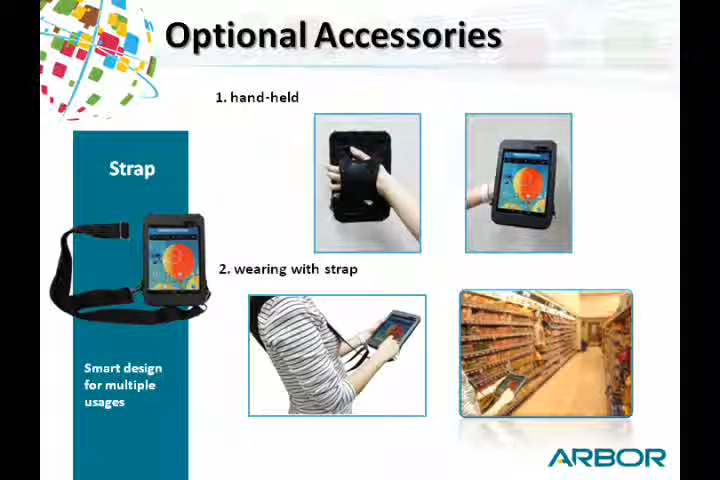 Optional Accessories
1. hand-held
Strap
2. wearing with strap
Smart design
for multiple
usages
ARBOR